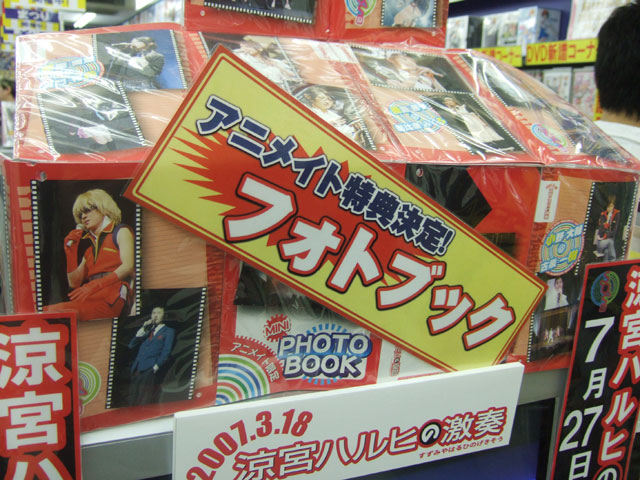 DVD新譜コーナー
アニメイト特典決定!
フォトブック
MINI
アニメイト限定
PHOTO
BOOK
2007.3.18
涼宮ハルヒの激奏
すずみやはるひのげきそう
涼宮ハ
涼宮ハルヒ
7月27日